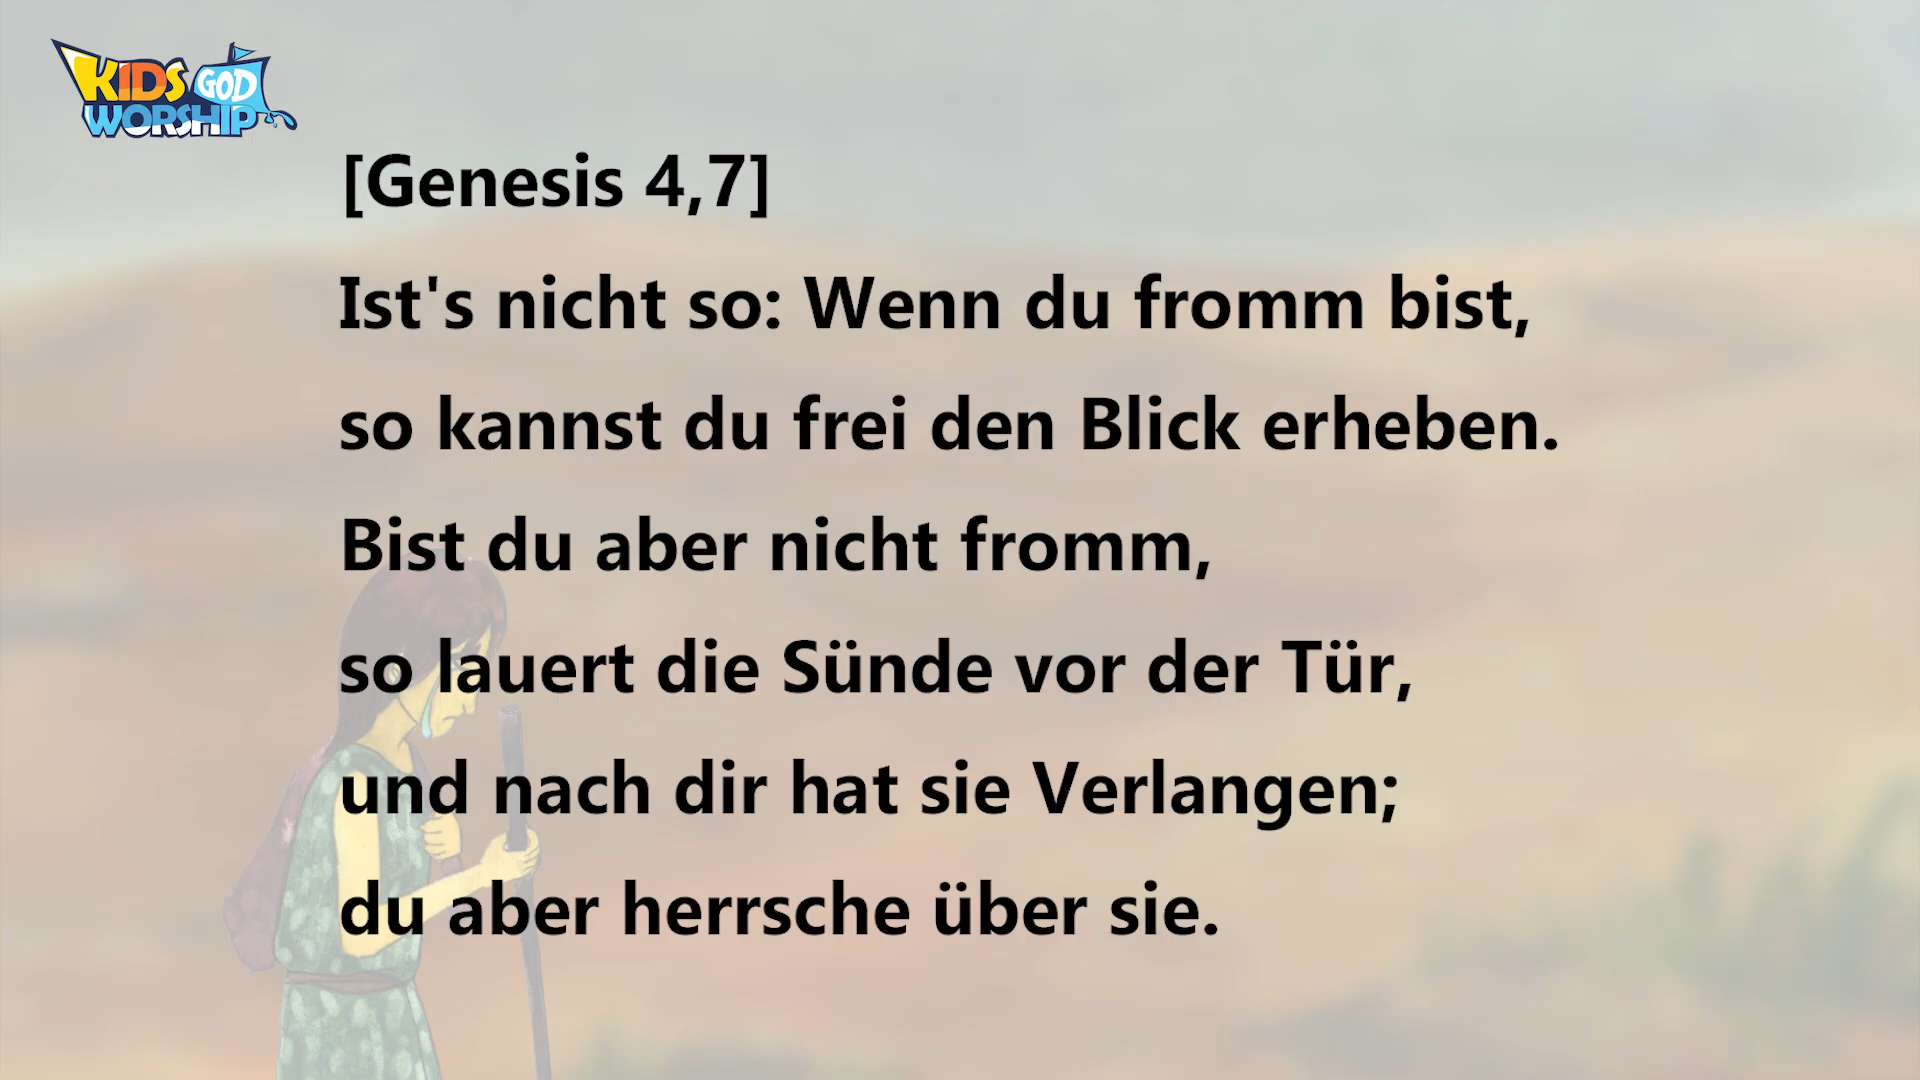 KIDS GOD
WORSHIP
[Genesis 4,7]
Ist's nicht so: Wenn du fromm bist,
so kannst du frei den Blick erheben.
Bist du aber nicht fromm,
so lauert die Sünde vor der Tür,
und nach dir hat sie Verlangen;
du aber herrsche über sie.